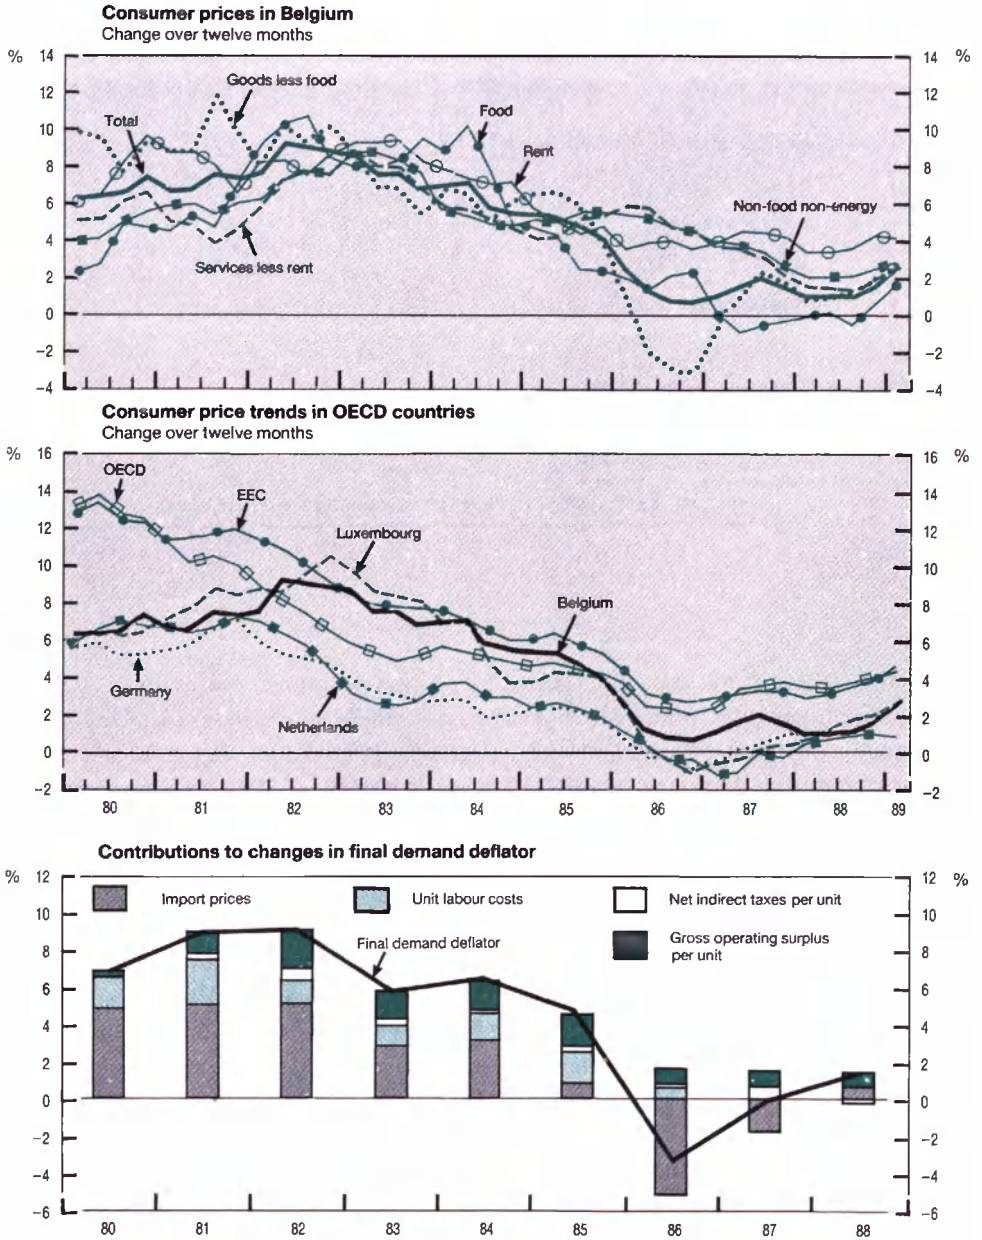 Consumer prices in Belgium
Change over twelve months
%
%
14
12
10
8
6
4
2
0
−2
−4
14
12
10
8
6
4
2
0
−2
−4
Goods less food
Total
Food
Rent
Non-food non-energy
Services less rent
Consumer price trends in OECD countries
Change over twelve months
%
%
16
14
12
10
8
6
4
2
0
−2
16
14
12
10
8
6
4
2
0
−2
OECD
EEC
Luxembourg
Belgium
Germany
Netherlands
80 81 82 83 84 85 86 87 88 89
Contributions to changes in final demand deflator
%
%
12
10
8
6
4
2
0
−2
−4
−6
12
10
8
6
4
2
0
−2
−4
−6
Import prices
Unit labour costs
Net indirect taxes per unit
Gross operating surplus
per unit
Final demand deflator
80 81 82 83 84 85 86 87 88